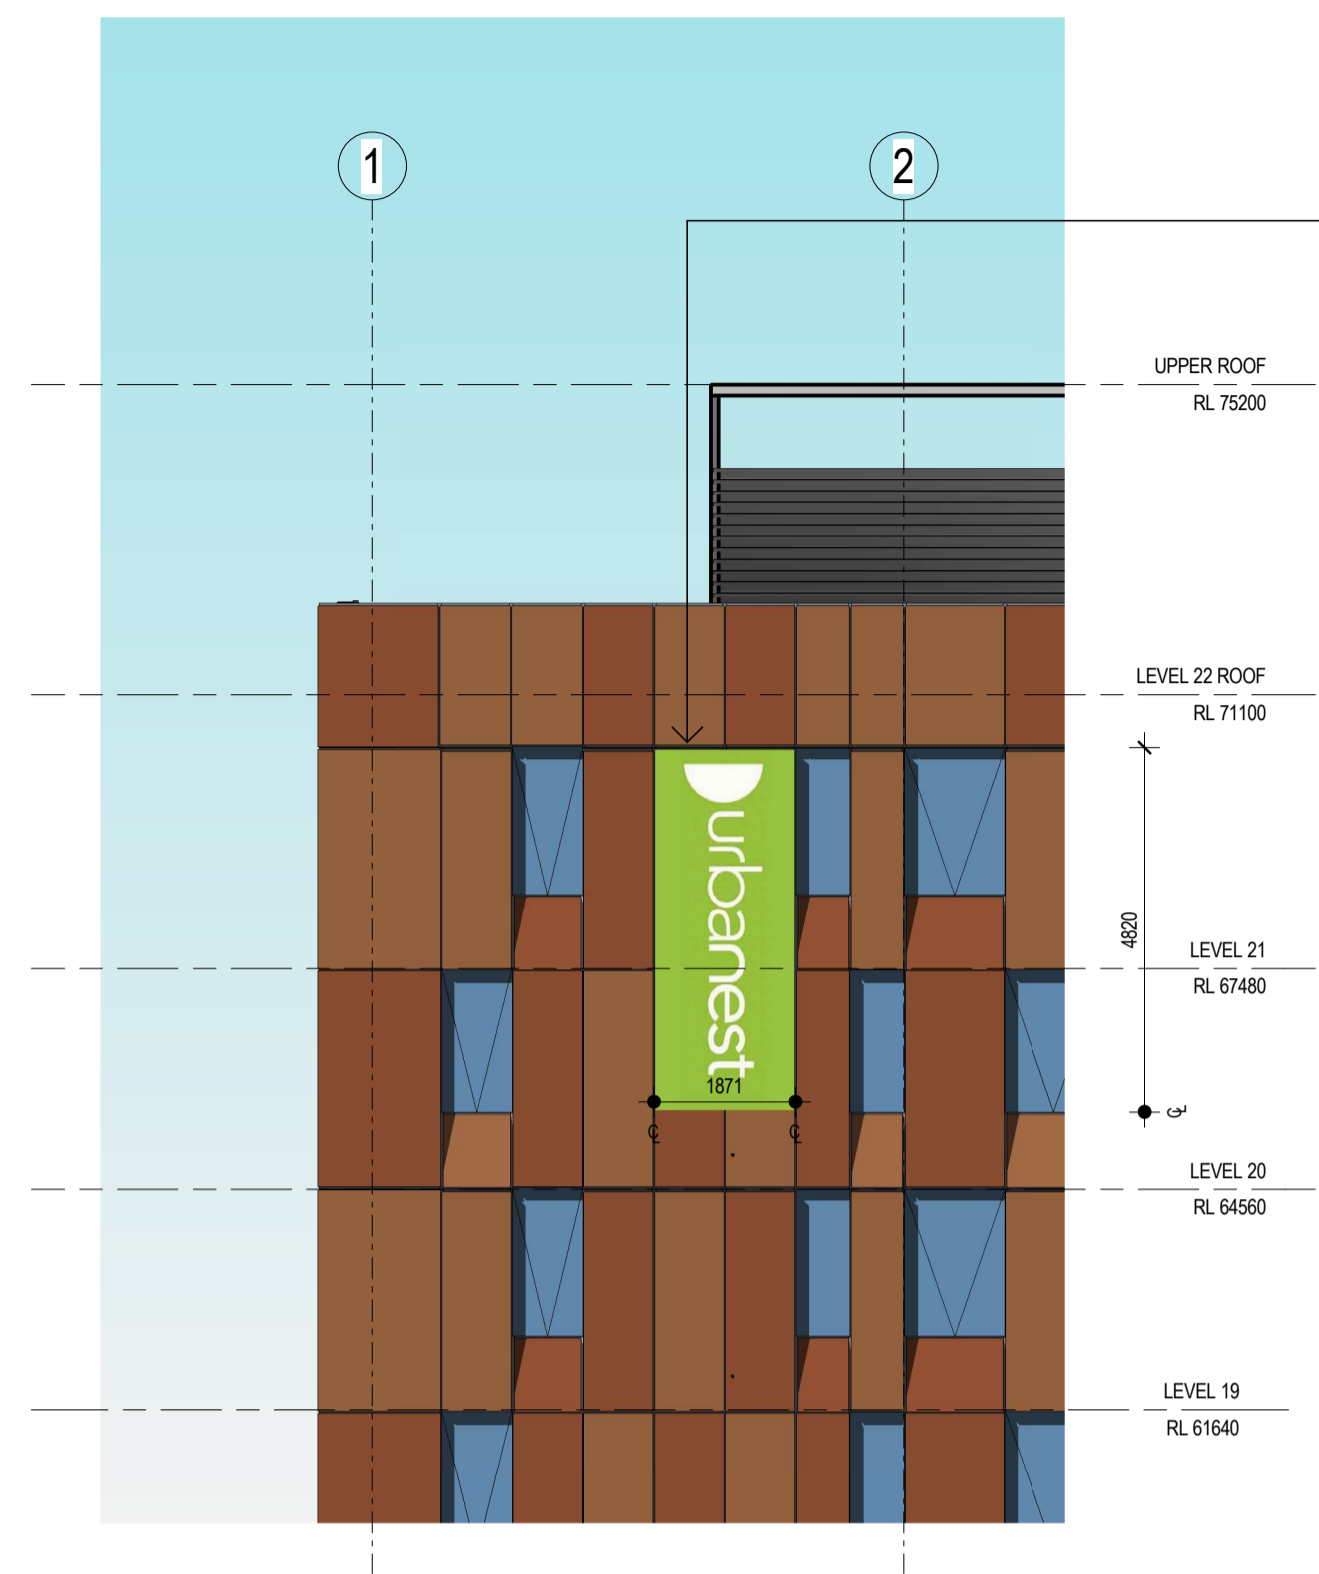 1
2
UPPER ROOF
RL 75200
LEVEL 22 ROOF
RL 71100
urbanest
4820
LEVEL 21
RL 67480
1871
℄ ℄
℄
LEVEL 20
RL 64560
LEVEL 19
RL 61640